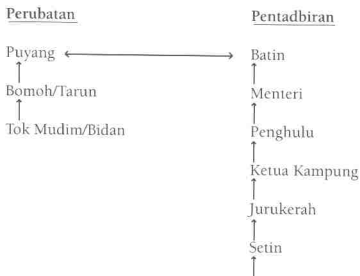 Perubatan
Pentadbiran
Puyang
Batin
Bomoh/Tarun
Menteri
Tok Mudim/Bidan
Penghulu
Ketua Kampung
Jurukerah
Setin